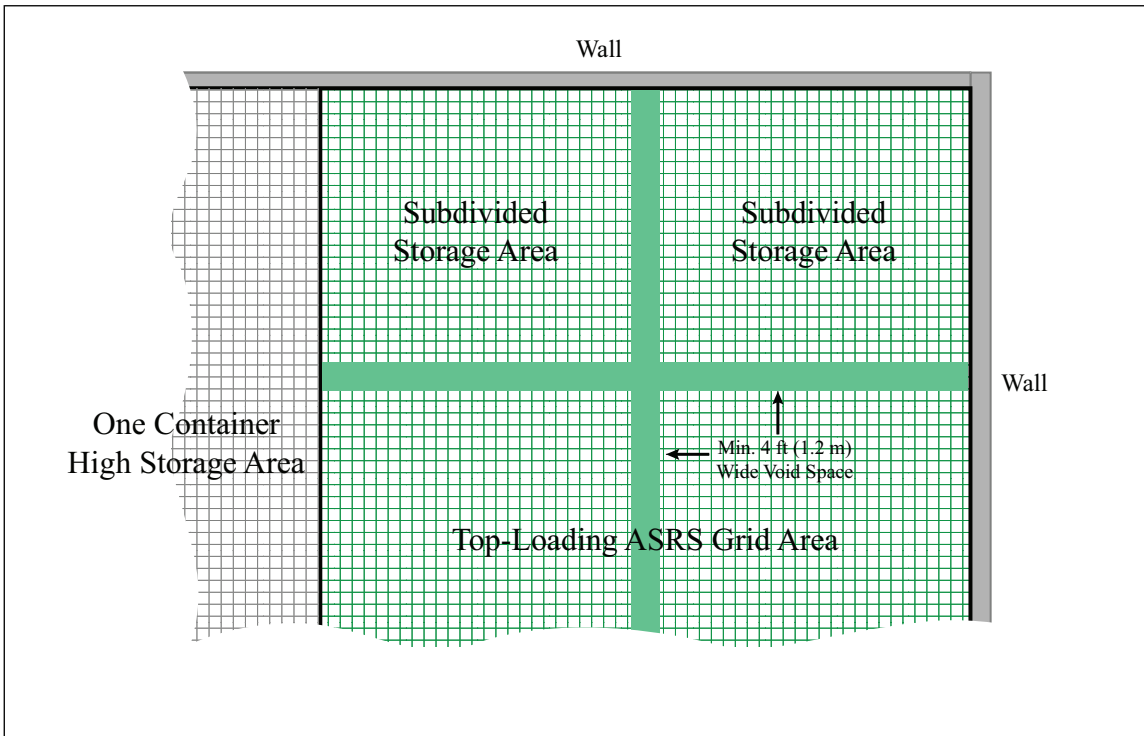 Wall
Subdivided
Storage Area
Subdivided
Storage Area
Wall
One Container
High Storage Area
Min. 4 ft (1.2 m)
Wide Void Space
Top-Loading ASRS Grid Area